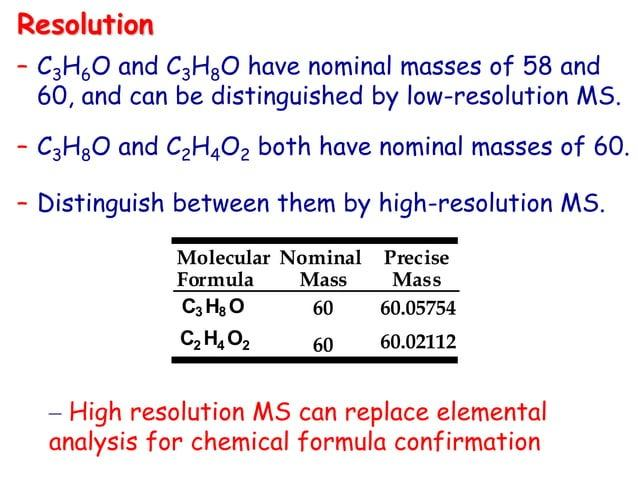 Resolution
– C₃H₆O and C₃H₈O have nominal masses of 58 and
60, and can be distinguished by low-resolution MS.
– C₃H₈O and C₂H₄O₂ both have nominal masses of 60.
– Distinguish between them by high-resolution MS.
Molecular Nominal Precise
Formula Mass Mass
C₃H₈O 60 60.05754
C₂H₄O₂ 60 60.02112
– High resolution MS can replace elemental
analysis for chemical formula confirmation